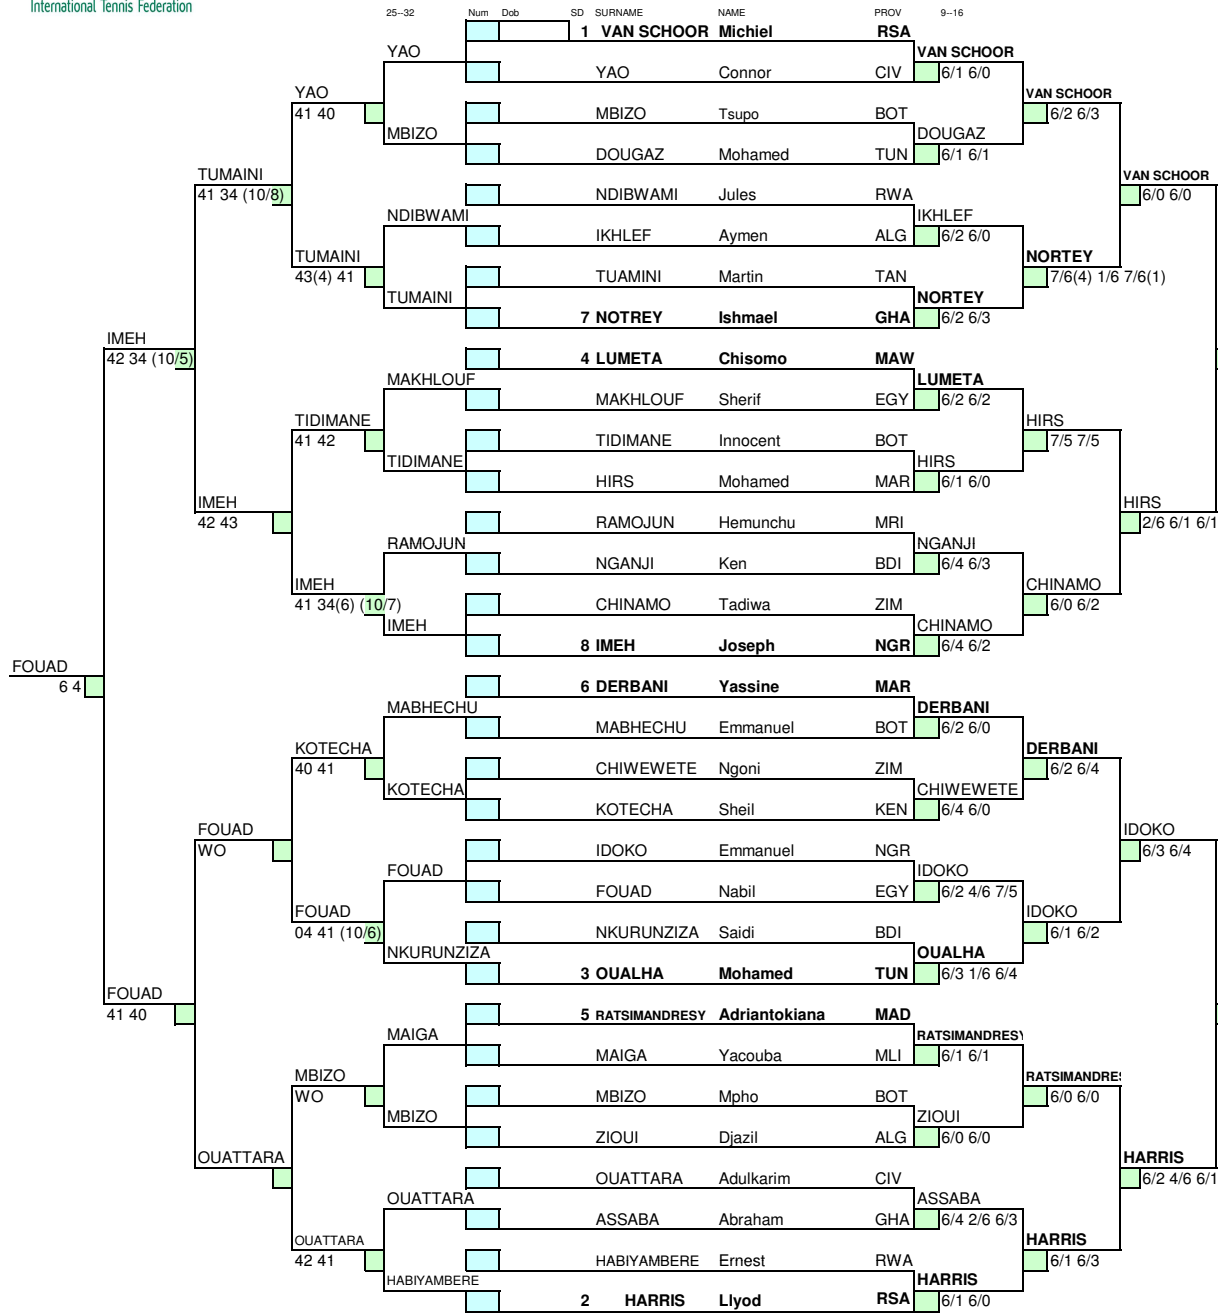 International Tennis Federation
25--32 Num Dob SD SURNAME NAME PROV 9--16
1 VAN SCHOOR Michiel RSA
YAO VAN SCHOOR
YAO Connor CIV 6/1 6/0
YAO VAN SCHOOR
41 40 MBIZO Tsupo BOT 6/2 6/3
MBIZO DOUGAZ
DOUGAZ Mohamed TUN 6/1 6/1
TUMAINI VAN SCHOOR
41 34 (10/8) NDIBWAMI Jules RWA 6/0 6/0
NDIBWAMI IKHLEF
IKHLEF Aymen ALG 6/2 6/0
TUMAINI NORTEY
43(4) 41 TUAMINI Martin TAN 7/6(4) 1/6 7/6(1)
TUMAINI NORTEY
7 NOTREY Ishmael GHA 6/2 6/3
IMEH
42 34 (10/5) 4 LUMETA Chisomo MAW
MAKHLOUF LUMETA
MAKHLOUF Sherif EGY 6/2 6/2
TIDIMANE HIRS
41 42 TIDIMANE Innocent BOT 7/5 7/5
TIDIMANE HIRS
HIRS Mohamed MAR 6/1 6/0
IMEH HIRS
42 43 RAMOJUN Hemunchu MRI 2/6 6/1 6/1
RAMOJUN NGANJI
NGANJI Ken BDI 6/4 6/3
IMEH CHINAMO
41 34(6) (10/7) CHINAMO Tadiwa ZIM 6/0 6/2
IMEH CHINAMO
8 IMEH Joseph NGR 6/4 6/2
FOUAD
6 4 6 DERBANI Yassine MAR
MABHECHU DERBANI
MABHECHU Emmanuel BOT 6/2 6/0
KOTECHA DERBANI
40 41 CHIWEWETE Ngoni ZIM 6/2 6/4
KOTECHA CHIWEWETE
KOTECHA Sheil KEN 6/4 6/0
FOUAD IDOKO
WO IDOKO Emmanuel NGR 6/3 6/4
FOUAD IDOKO
FOUAD Nabil EGY 6/2 4/6 7/5
FOUAD IDOKO
04 41 (10/6) NKURUNZIZA Saidi BDI 6/1 6/2
NKURUNZIZA OUALHA
3 OUALHA Mohamed TUN 6/3 1/6 6/4
FOUAD
41 40 5 RATSIMANDRESY Adriantokiana MAD
MAIGA RATSIMANDRESY
MAIGA Yacouba MLI 6/1 6/1
MBIZO RATSIMANDRES
WO MBIZO Mpho BOT 6/0 6/0
MBIZO ZIOUI
ZIOUI Djazil ALG 6/0 6/0
OUATTARA HARRIS
OUATTARA Adulkarim CIV 6/2 4/6 6/1
OUATTARA ASSABA
ASSABA Abraham GHA 6/4 2/6 6/3
OUATTARA HARRIS
42 41 HABIYAMBERE Ernest RWA 6/1 6/3
HABIYAMBERE HARRIS
2 HARRIS Llyod RSA 6/1 6/0